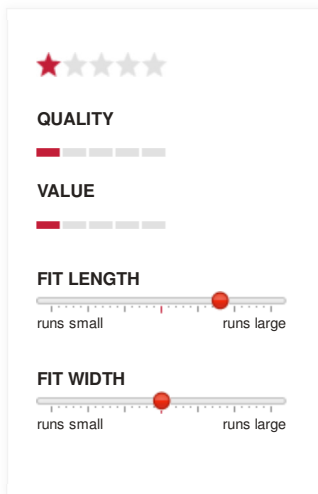 QUALITY
VALUE
FIT LENGTH
runs small runs large
FIT WIDTH
runs small runs large